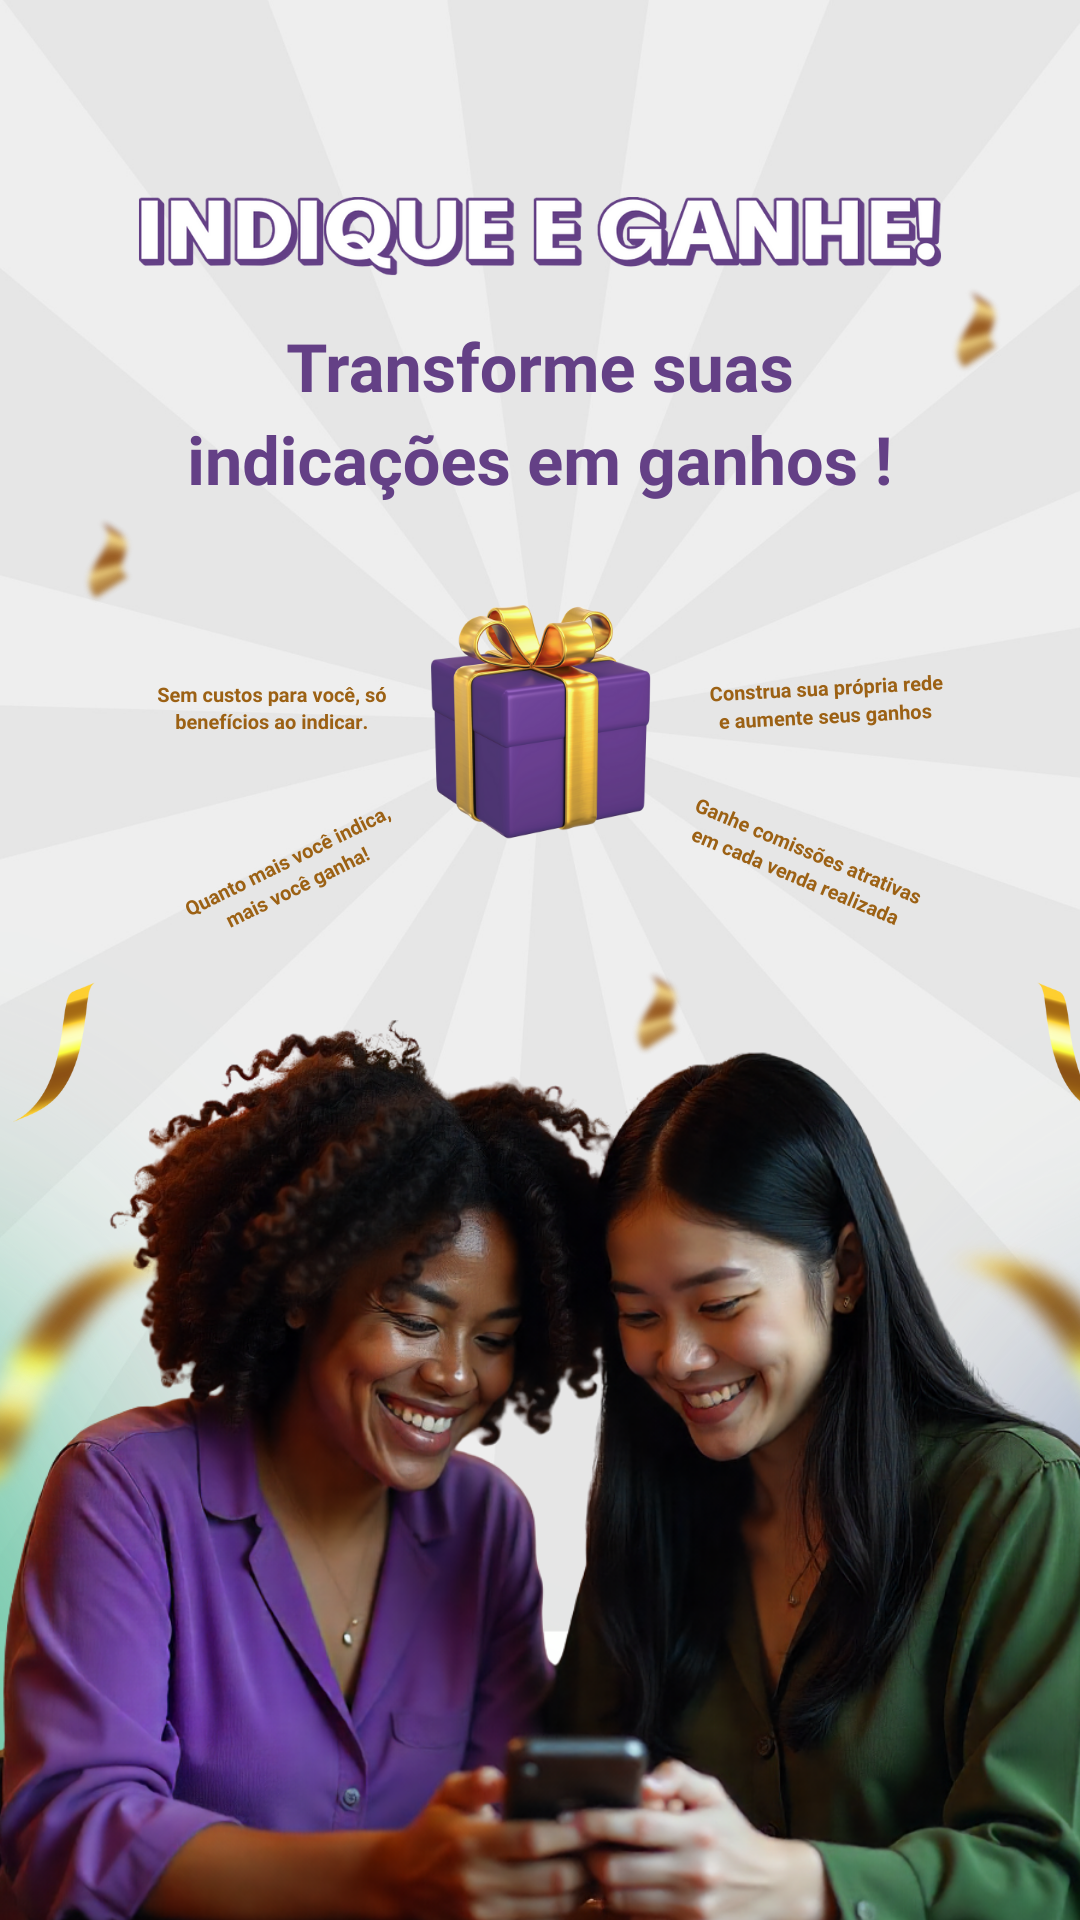 INDIQUE E GANHE!
Transforme suas
indicações em ganhos !
Sem custos para você, só
benefícios ao indicar.
Construa sua própria rede
e aumente seus ganhos
Quanto mais você indica,
mais você ganha!
Ganhe comissões atrativas
em cada venda realizada